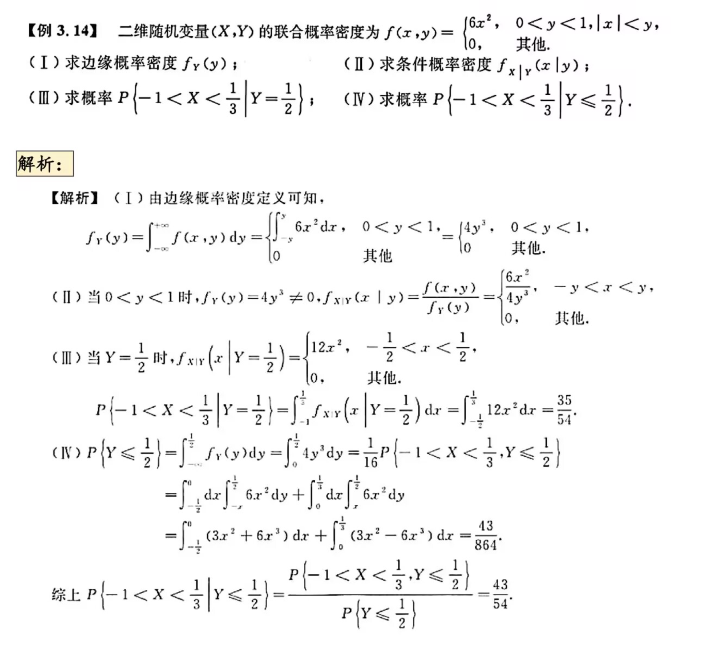 【例 3.14】 二维随机变量(X,Y)的联合概率密度为 f(x,y)= { 6x², 0<y<1,|x|<y, 0, 其他.
(Ⅰ)求边缘概率密度 f_Y(y); (Ⅱ)求条件概率密度 f_{X|Y}(x|y);
(Ⅲ)求概率 P{-1<X<1/3|Y=1/2}; (Ⅳ)求概率 P{-1<X<1/3|Y≤1/2}.
解析：
【解析】 (Ⅰ)由边缘概率密度定义可知,
f_Y(y)=∫_{-∞}^{+∞} f(x,y)dy= { ∫_{-y}^{y} 6x²dx, 0<y<1, 0 其他 = { 4y³, 0<y<1, 0 其他.
(Ⅱ)当 0<y<1时,f_Y(y)=4y³≠0,f_{X|Y}(x|y)=f(x,y)/f_Y(y)= { 6x²/4y³, -y<x<y, 0, 其他.
(Ⅲ)当 Y=1/2 时,f_{X|Y}(x|Y=1/2)= { 12x², -1/2<x<1/2, 0, 其他.
P{-1<X<1/3|Y=1/2}=∫_{-1}^{1/3} f_{X|Y}(x|Y=1/2)dx=∫_{-1/2}^{1/3} 12x²dx=35/54.
(Ⅳ) P{Y≤1/2}=∫_{-∞}^{1/2} f_Y(y)dy=∫_0^{1/2} 4y³dy=1/16 P{-1<X<1/3,Y≤1/2}
=∫_{-1/2}^{0} dx∫_{-x}^{1/2} 6x²dy+∫_0^{1/3} dx∫_x^{1/2} 6x²dy
=∫_{-1/2}^{0} (3x²+6x³)dx+∫_0^{1/3} (3x²-6x³)dx=43/864.
综上 P{-1<X<1/3|Y≤1/2}=P{-1<X<1/3,Y≤1/2}/P{Y≤1/2}=43/54.